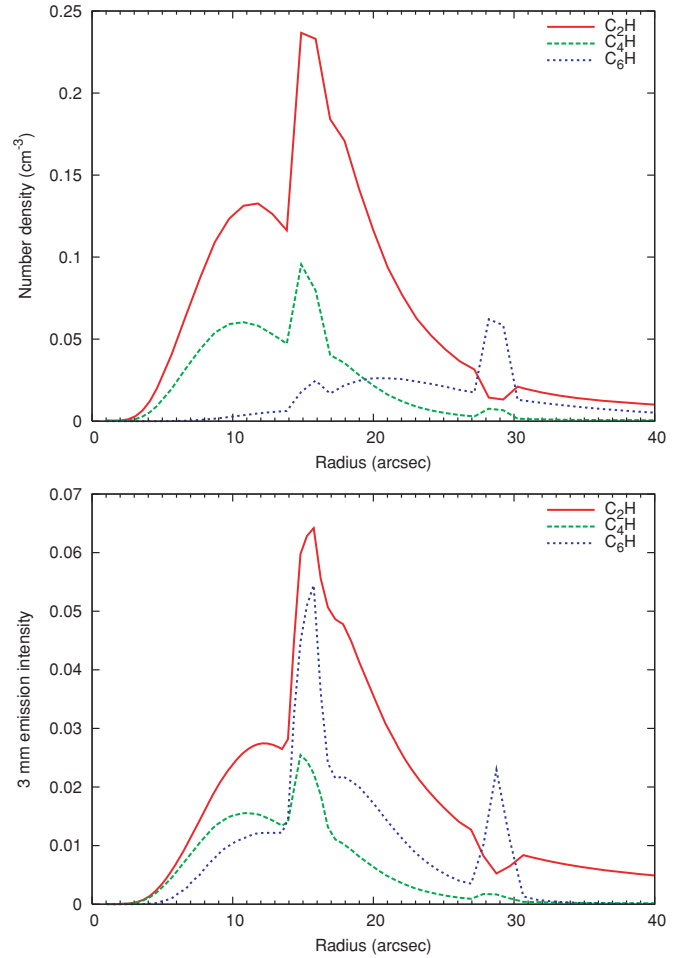 0.25
0.2
0.15
0.1
0.05
0
Number density (cm⁻³)
C₂H
C₄H
C₆H
0 10 20 30 40
Radius (arcsec)
0.07
0.06
0.05
0.04
0.03
0.02
0.01
0
3 mm emission intensity
C₂H
C₄H
C₆H
0 10 20 30 40
Radius (arcsec)